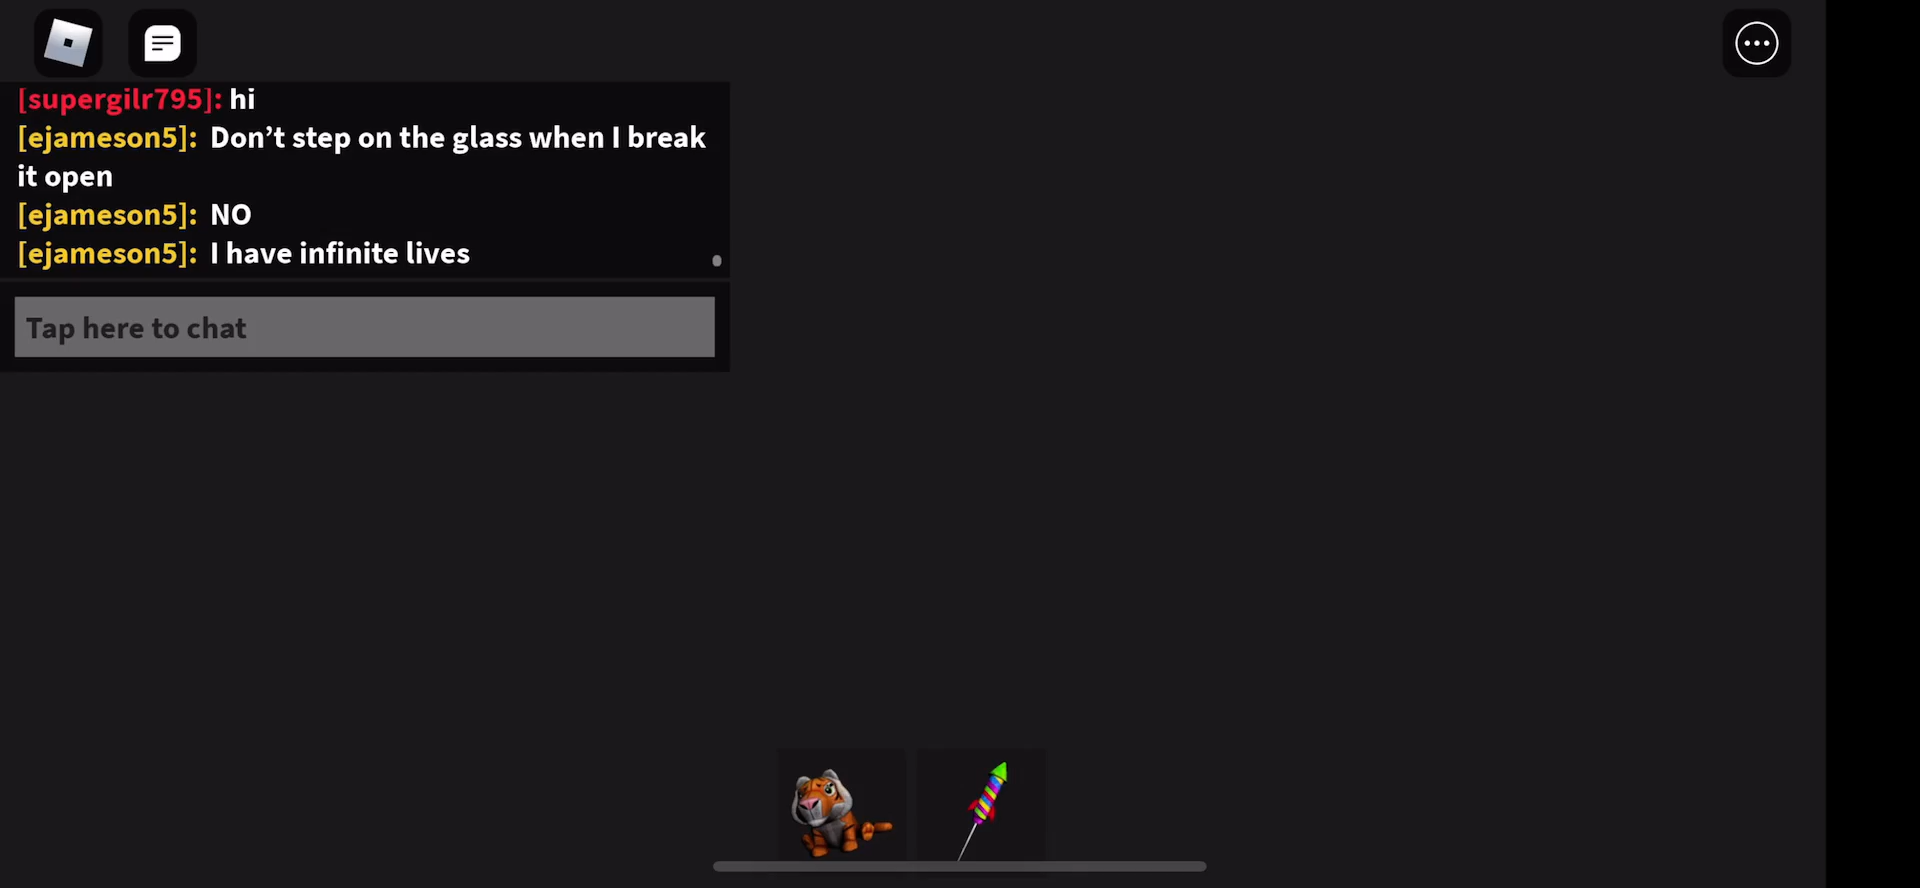 [supergilr795]: hi
[ejameson5]: Don’t step on the glass when I break
it open
[ejameson5]: NO
[ejameson5]: I have infinite lives
Tap here to chat